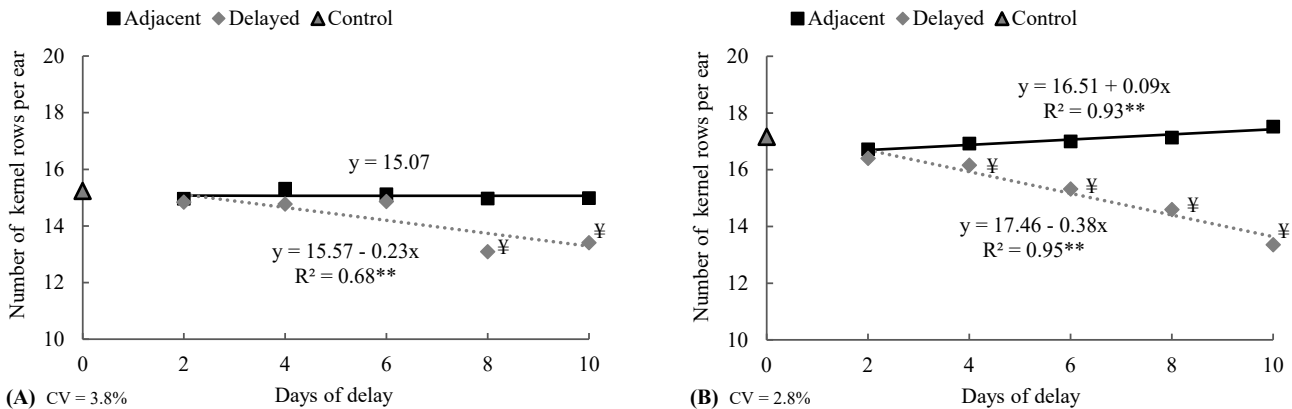 Adjacent Delayed Control
Number of kernel rows per ear
20
18
16
14
12
10
y = 15.07
y = 15.57 - 0.23x
R² = 0.68**
¥
¥
0 2 4 6 8 10
Days of delay
(A) CV = 3.8%
Adjacent Delayed Control
Number of kernel rows per ear
20
18
16
14
12
10
y = 16.51 + 0.09x
R² = 0.93**
¥
¥
¥
¥
y = 17.46 - 0.38x
R² = 0.95**
0 2 4 6 8 10
Days of delay
(B) CV = 2.8%